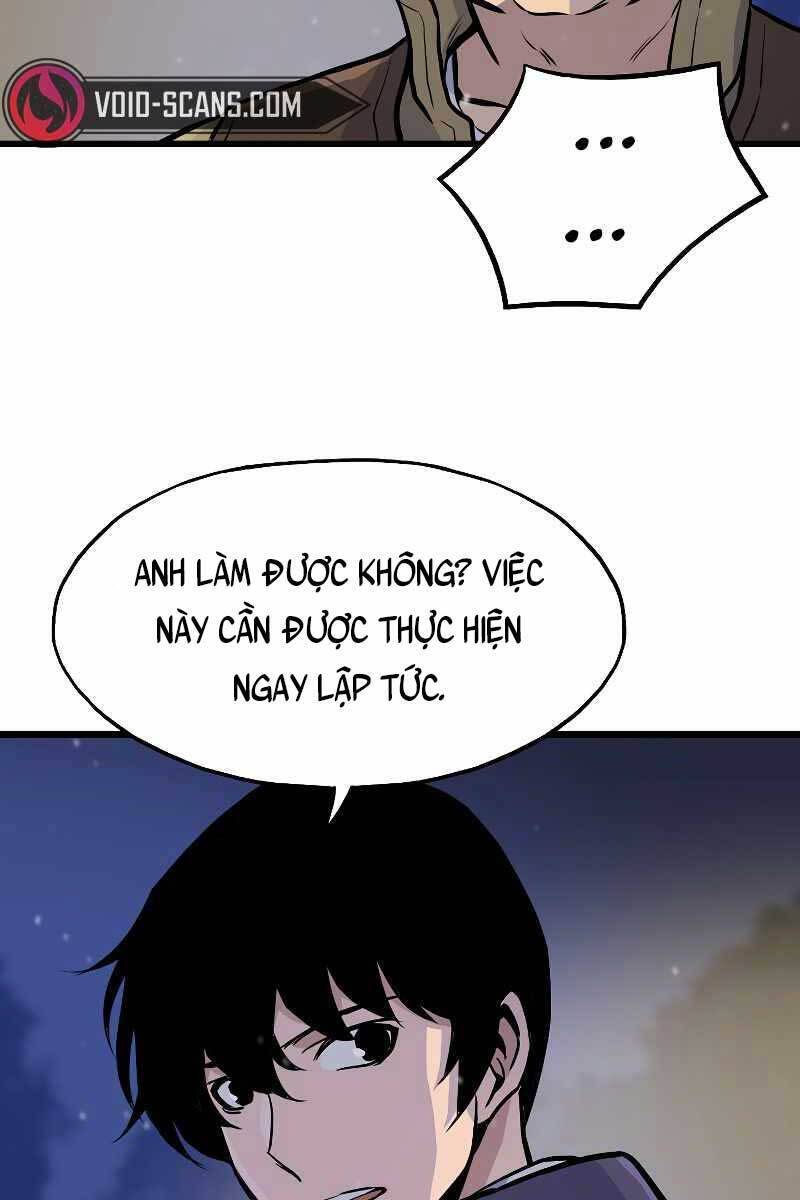 VOID-SCANS.COM
...
...
ANH LÀM ĐƯỢC KHÔNG? VIỆC
NÀY CẦN ĐƯỢC THỰC HIỆN
NGAY LẬP TỨC.